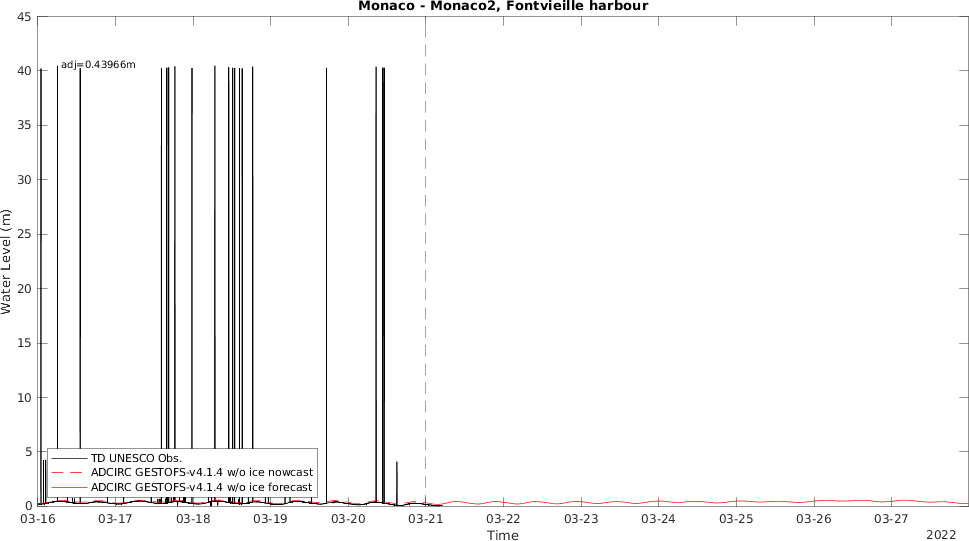 Monaco - Monaco2, Fontvieille harbour
45
40
35
30
25
20
15
10
5
0
Water Level (m)
adj=0.43966m
TD UNESCO Obs.
ADCIRC GESTOFS-v4.1.4 w/o ice nowcast
ADCIRC GESTOFS-v4.1.4 w/o ice forecast
03-16 03-17 03-18 03-19 03-20 03-21 03-22 03-23 03-24 03-25 03-26 03-27
Time
2022